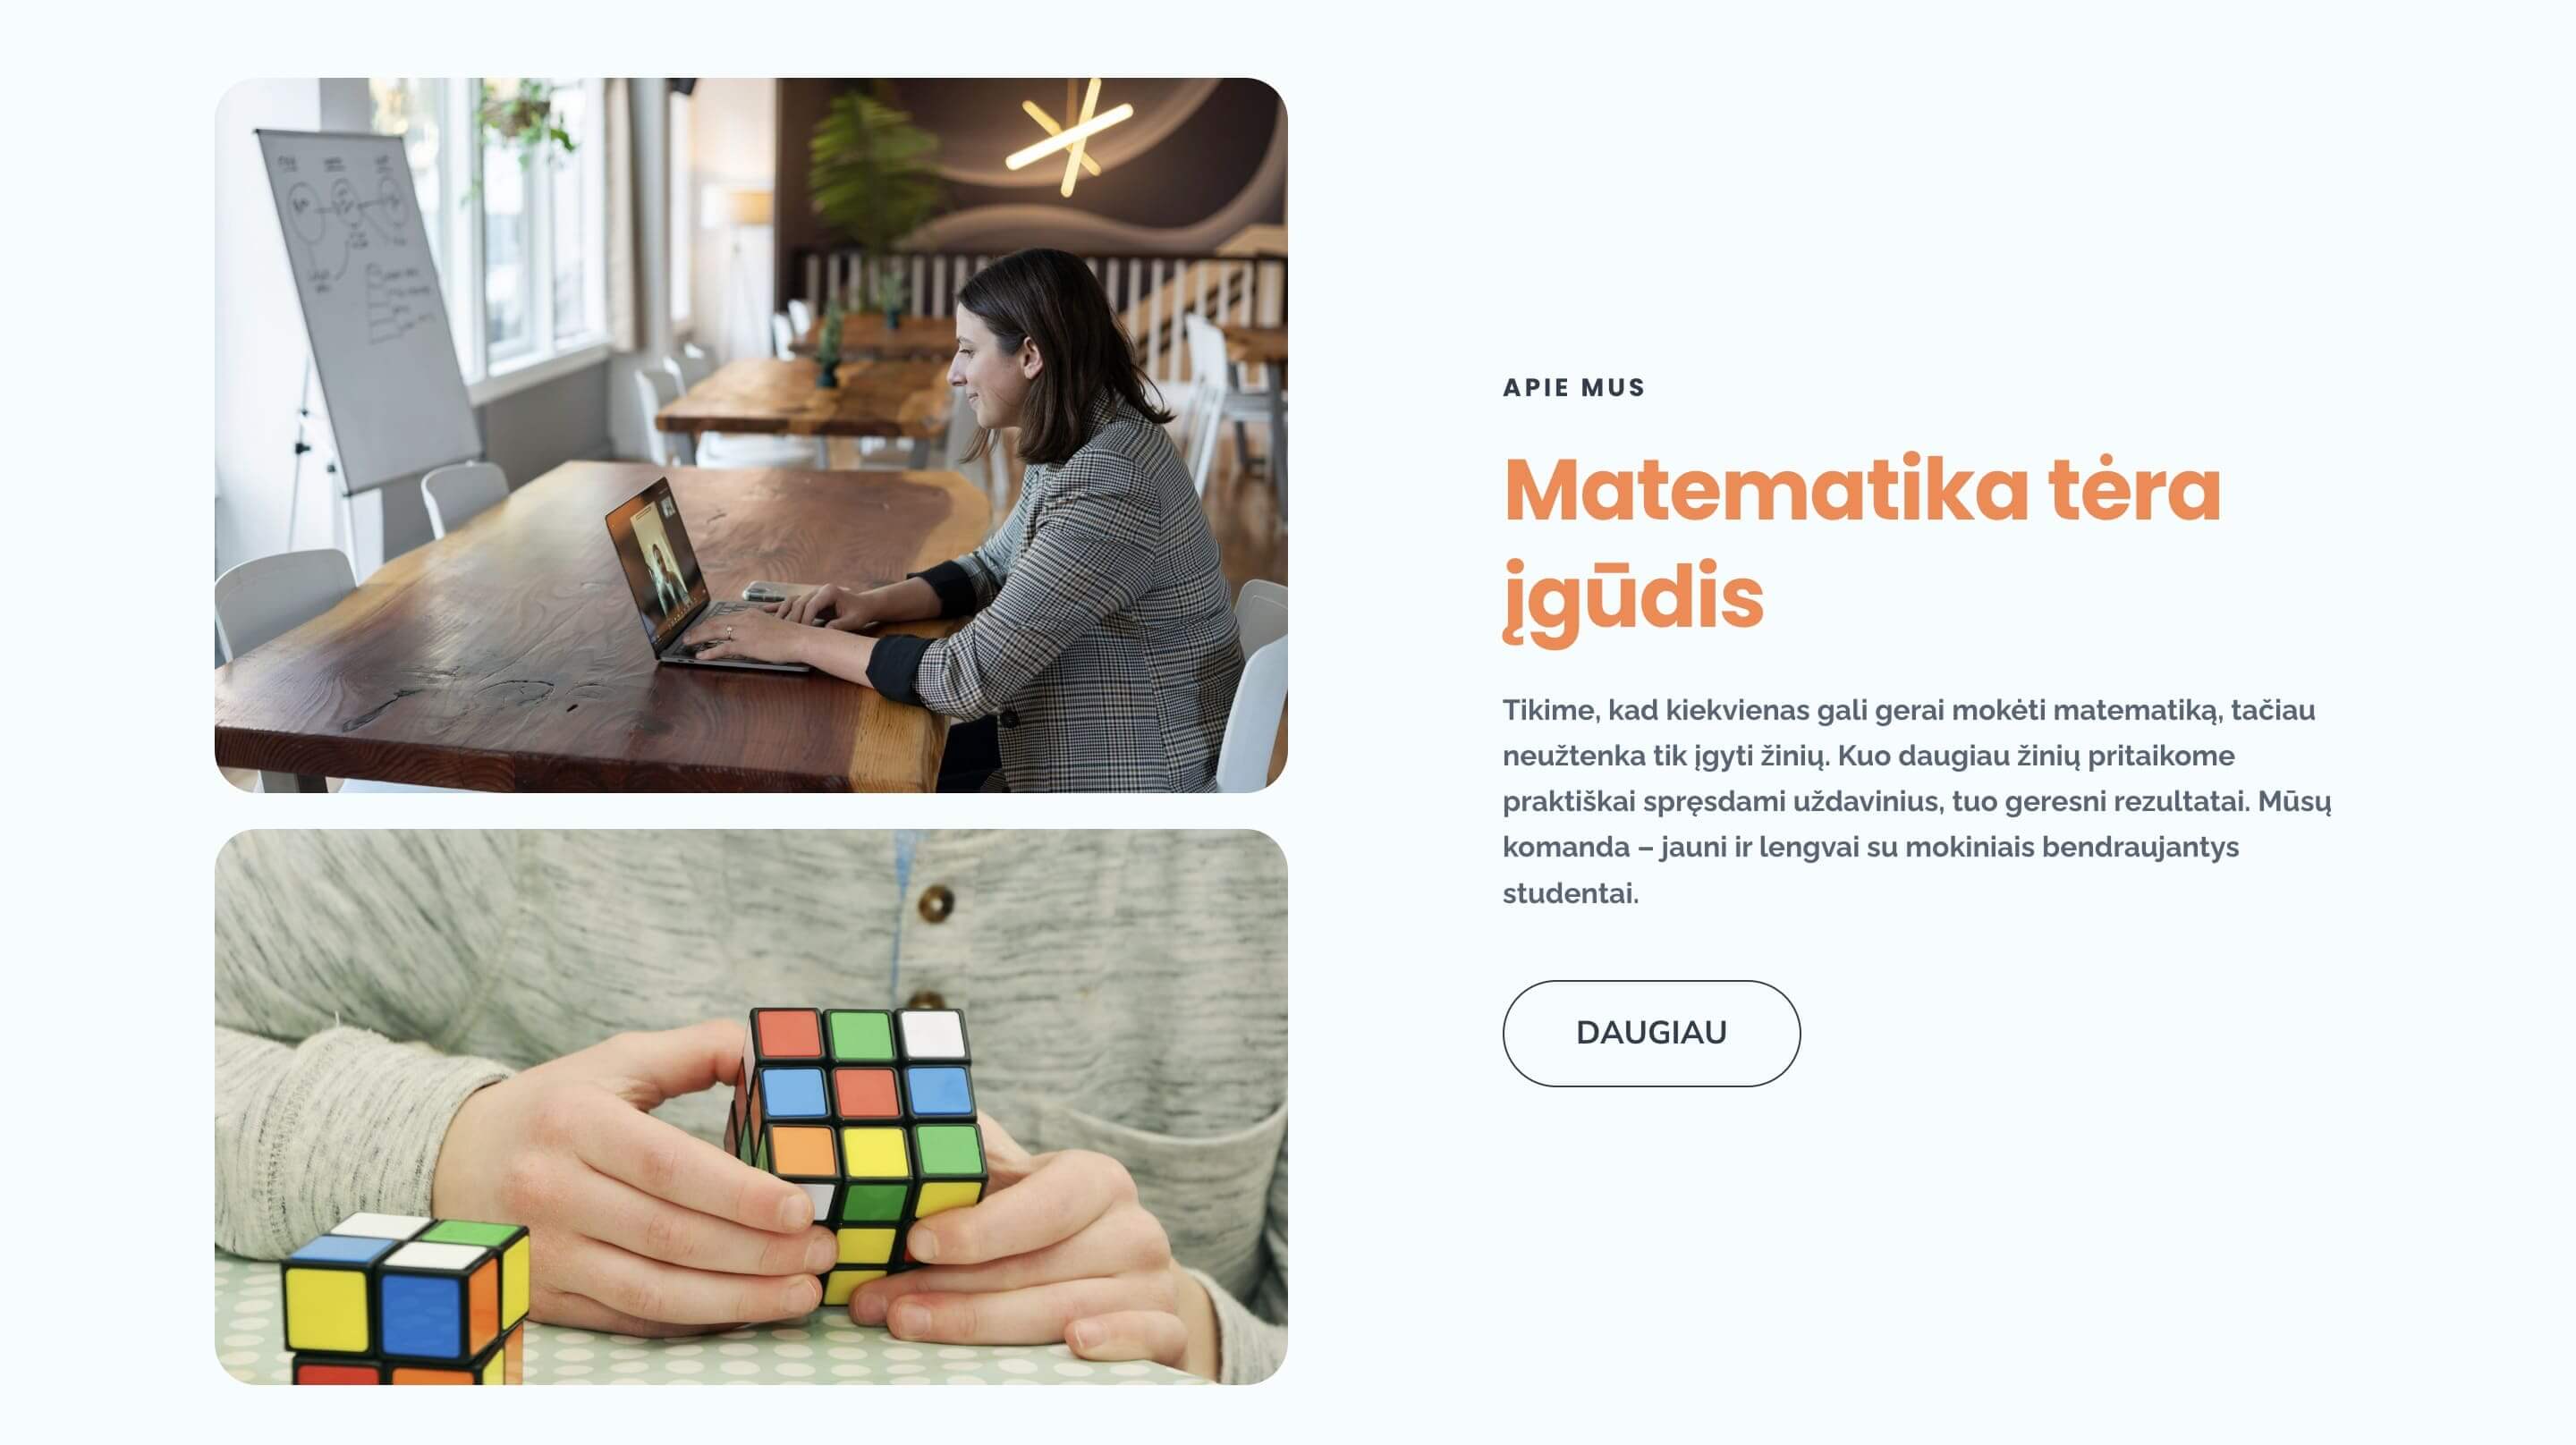 APIE MUS
Matematika tėra
įgūdis
Tikime, kad kiekvienas gali gerai mokėti matematiką, tačiau
neužtenka tik įgyti žinių. Kuo daugiau žinių pritaikome
praktiškai spręsdami uždavinius, tuo geresni rezultatai. Mūsų
komanda – jauni ir lengvai su mokiniais bendraujantys
studentai.
DAUGIAU